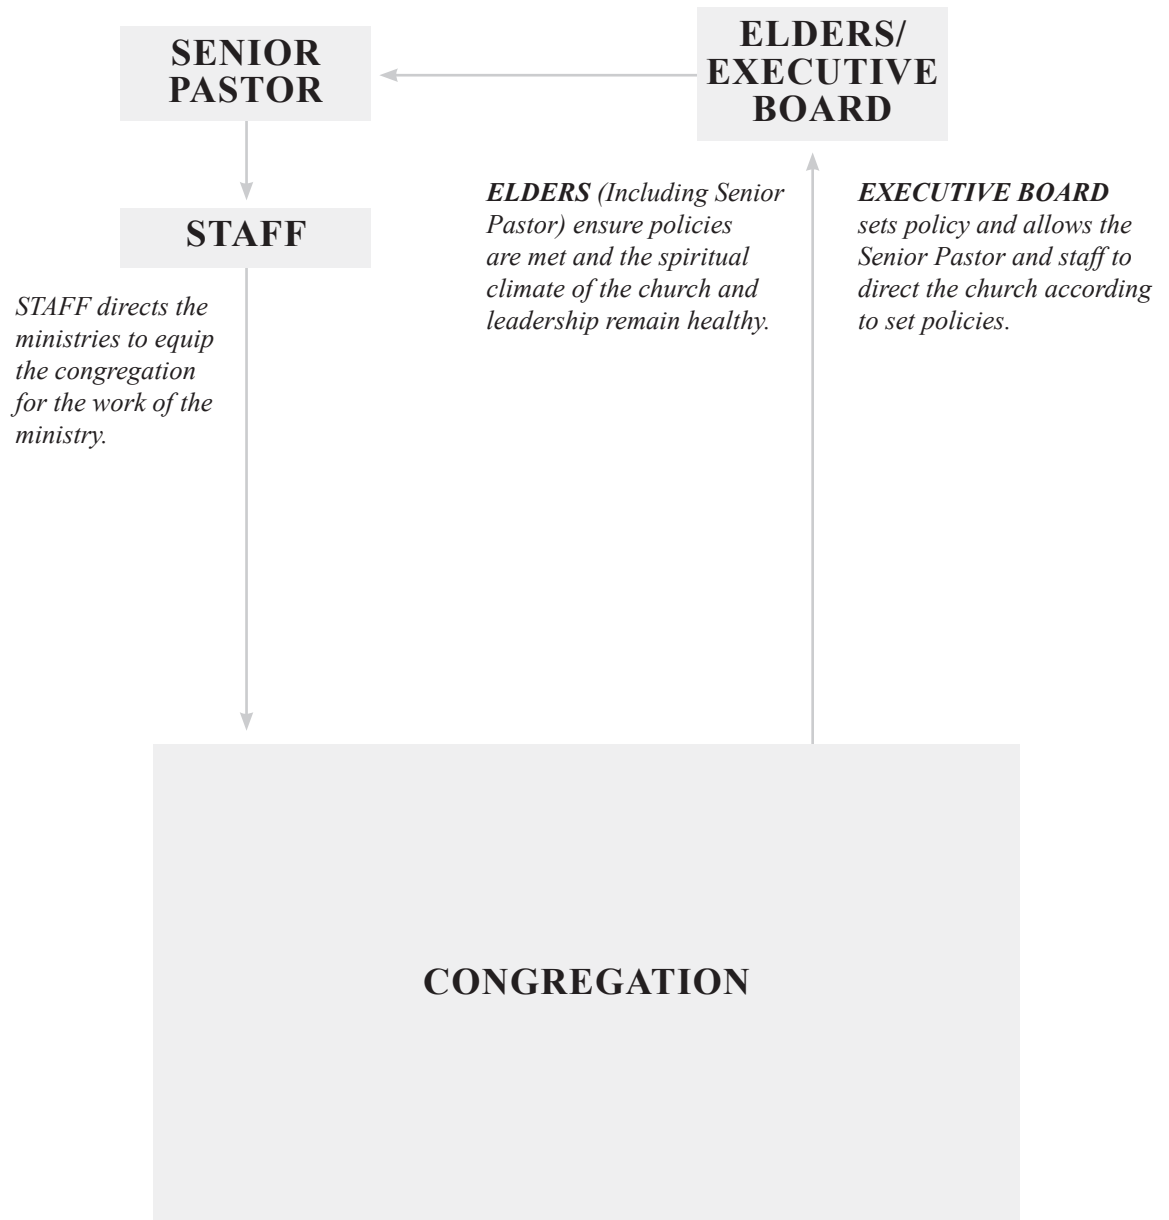 SENIOR
PASTOR
ELDERS/
EXECUTIVE
BOARD
STAFF
STAFF directs the
ministries to equip
the congregation
for the work of the
ministry.
ELDERS (Including Senior
Pastor) ensure policies
are met and the spiritual
climate of the church and
leadership remain healthy.
EXECUTIVE BOARD
sets policy and allows the
Senior Pastor and staff to
direct the church according
to set policies.
CONGREGATION